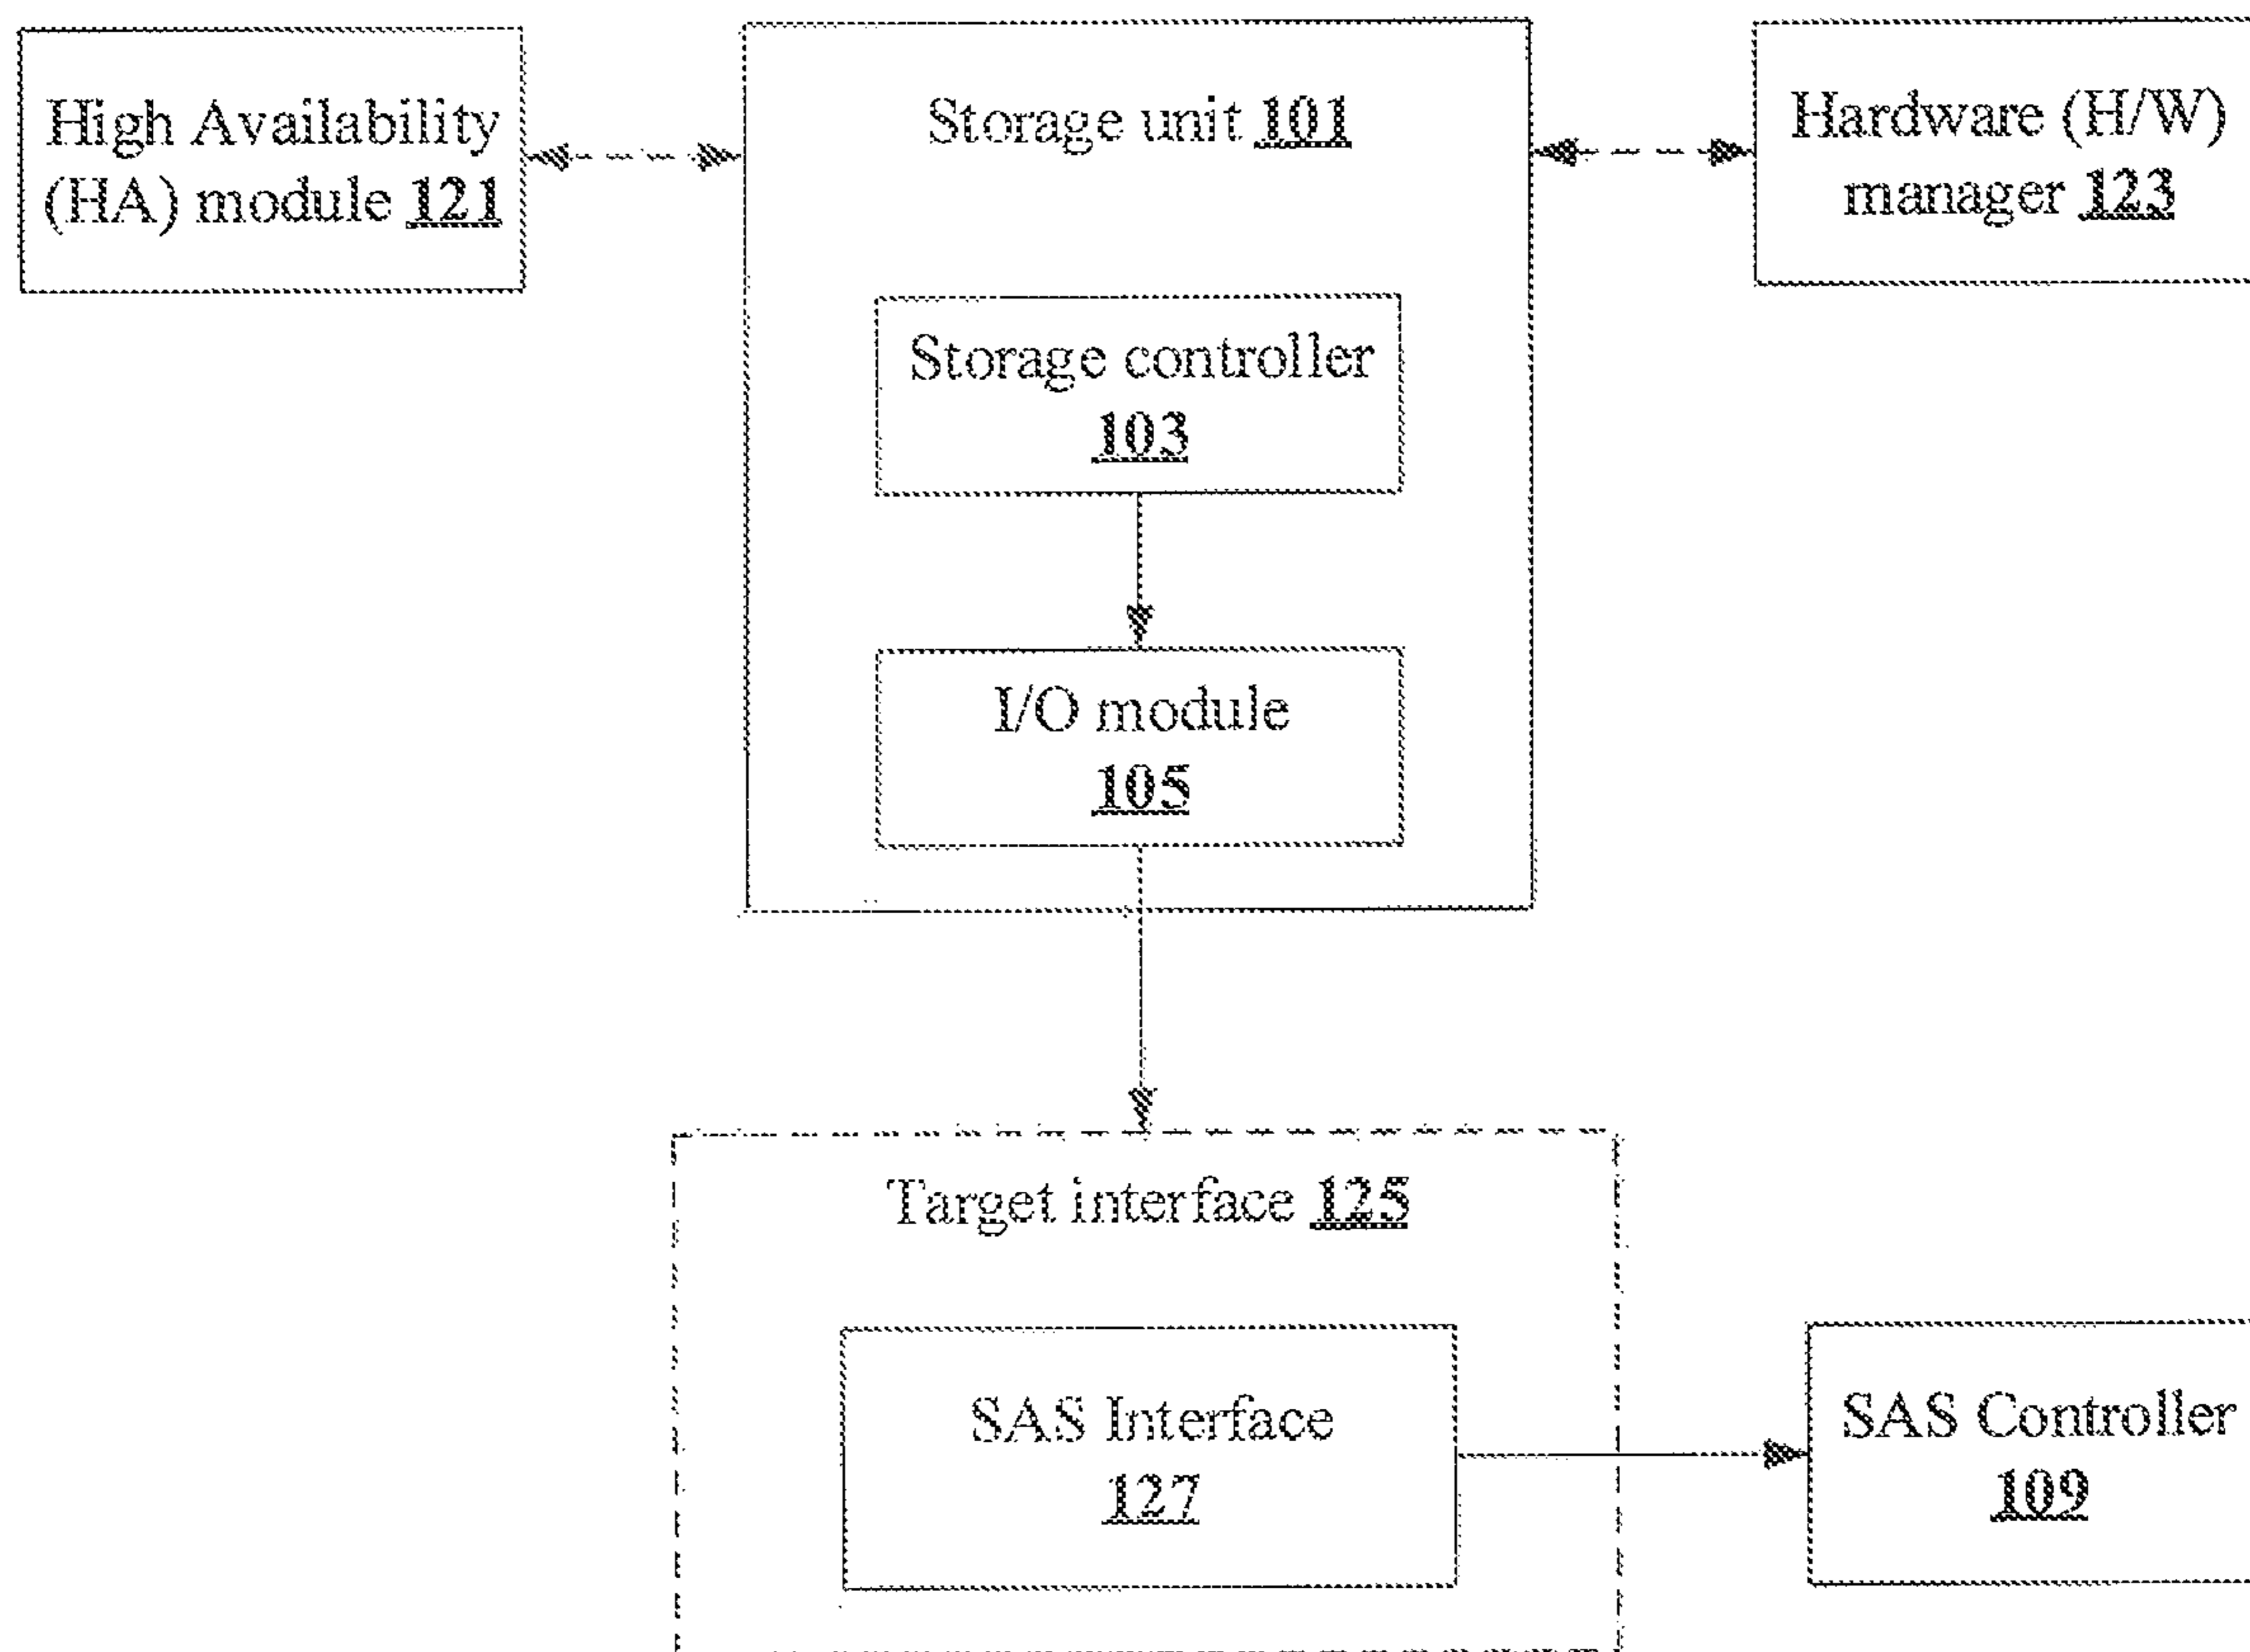 High Availability
(HA) module 121
Storage unit 101
Hardware (H/W)
manager 123
Storage controller
103
I/O module
105
Target interface 125
SAS Interface
127
SAS Controller
109